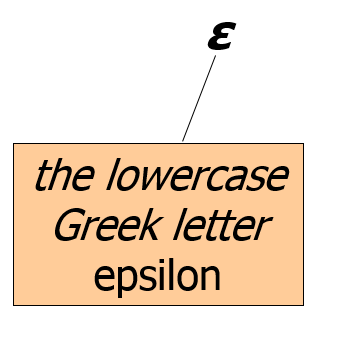 ε
the lowercase
Greek letter
epsilon